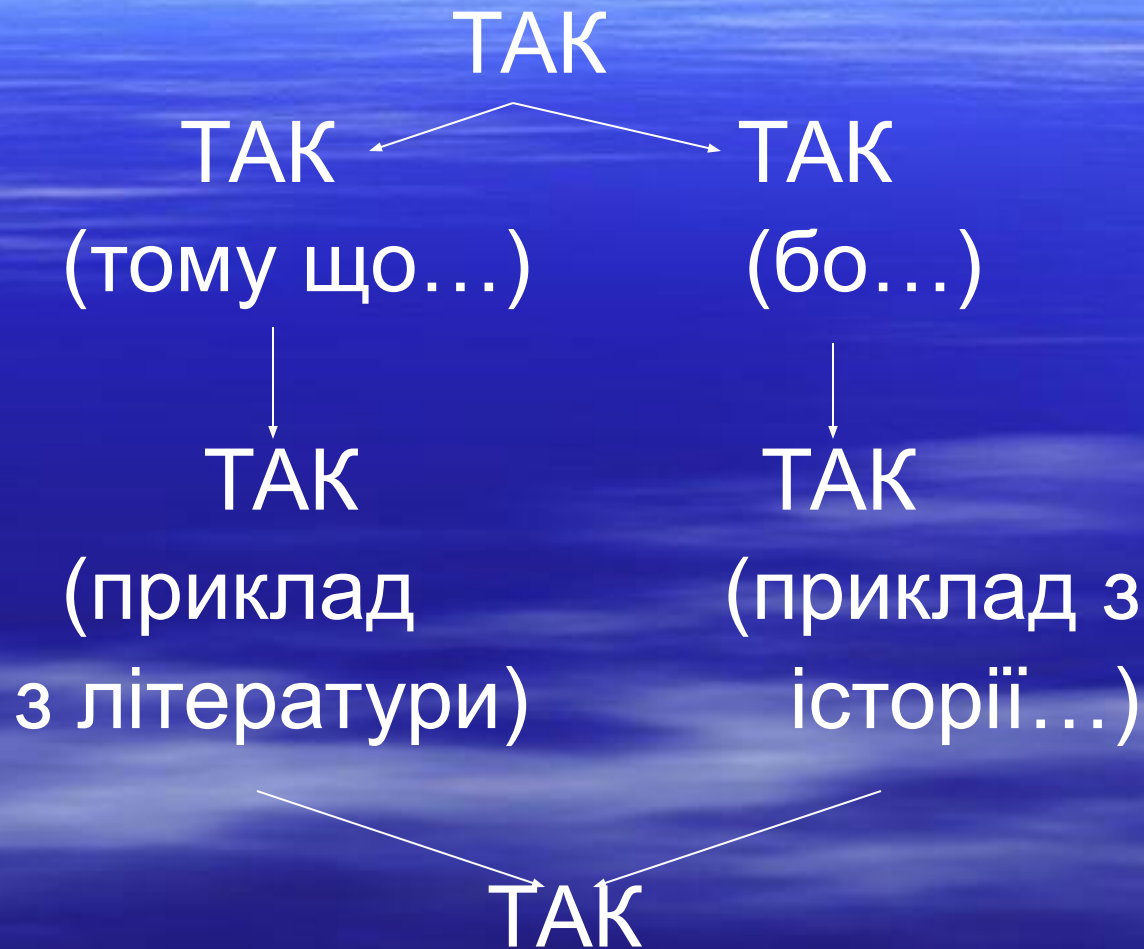 ТАК
ТАК ТАК
(тому що…) (бо…)
ТАК ТАК
(приклад (приклад з
з літератури) історії…)
ТАК